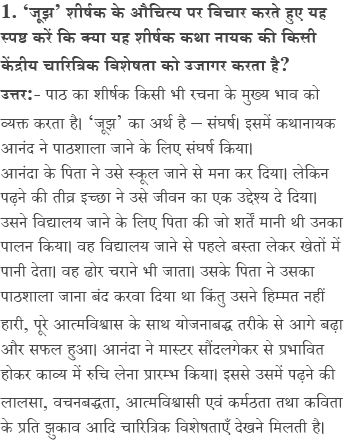 1. ‘जूझ’ शीर्षक के औचित्य पर विचार करते हुए यह
स्पष्ट करें कि क्या यह शीर्षक कथा नायक की किसी
केंद्रीय चारित्रिक विशेषता को उजागर करता है?
उत्तर:- पाठ का शीर्षक किसी भी रचना के मुख्य भाव को
व्यक्त करता है। ‘जूझ’ का अर्थ है – संघर्ष। इसमें कथानायक
आनंद ने पाठशाला जाने के लिए संघर्ष किया।
आनंदा के पिता ने उसे स्कूल जाने से मना कर दिया। लेकिन
पढ़ने की तीव्र इच्छा ने उसे जीवन का एक उद्देश्य दे दिया।
उसने विद्यालय जाने के लिए पिता की जो शर्तें मानी थी उनका
पालन किया। वह विद्यालय जाने से पहले बस्ता लेकर खेतों में
पानी देता। वह ढोर चराने भी जाता। उसके पिता ने उसका
पाठशाला जाना बंद करवा दिया था किंतु उसने हिम्मत नहीं
हारी, पूरे आत्मविश्वास के साथ योजनाबद्ध तरीके से आगे बढ़ा
और सफल हुआ। आनंदा ने मास्टर सौंदलगेकर से प्रभावित
होकर काव्य में रुचि लेना प्रारम्भ किया। इससे उसमें पढ़ने की
लालसा, वचनबद्धता, आत्मविश्वासी एवं कर्मठता तथा कविता
के प्रति झुकाव आदि चारित्रिक विशेषताएँ देखने मिलती है।